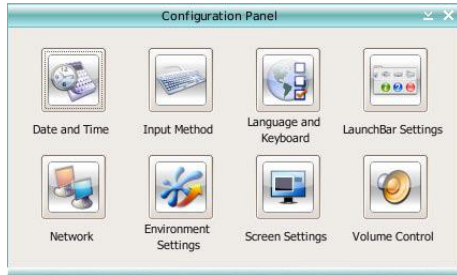 Configuration Panel
Date and Time
Input Method
Language and
Keyboard
LaunchBar Settings
Network
Environment
Settings
Screen Settings
Volume Control